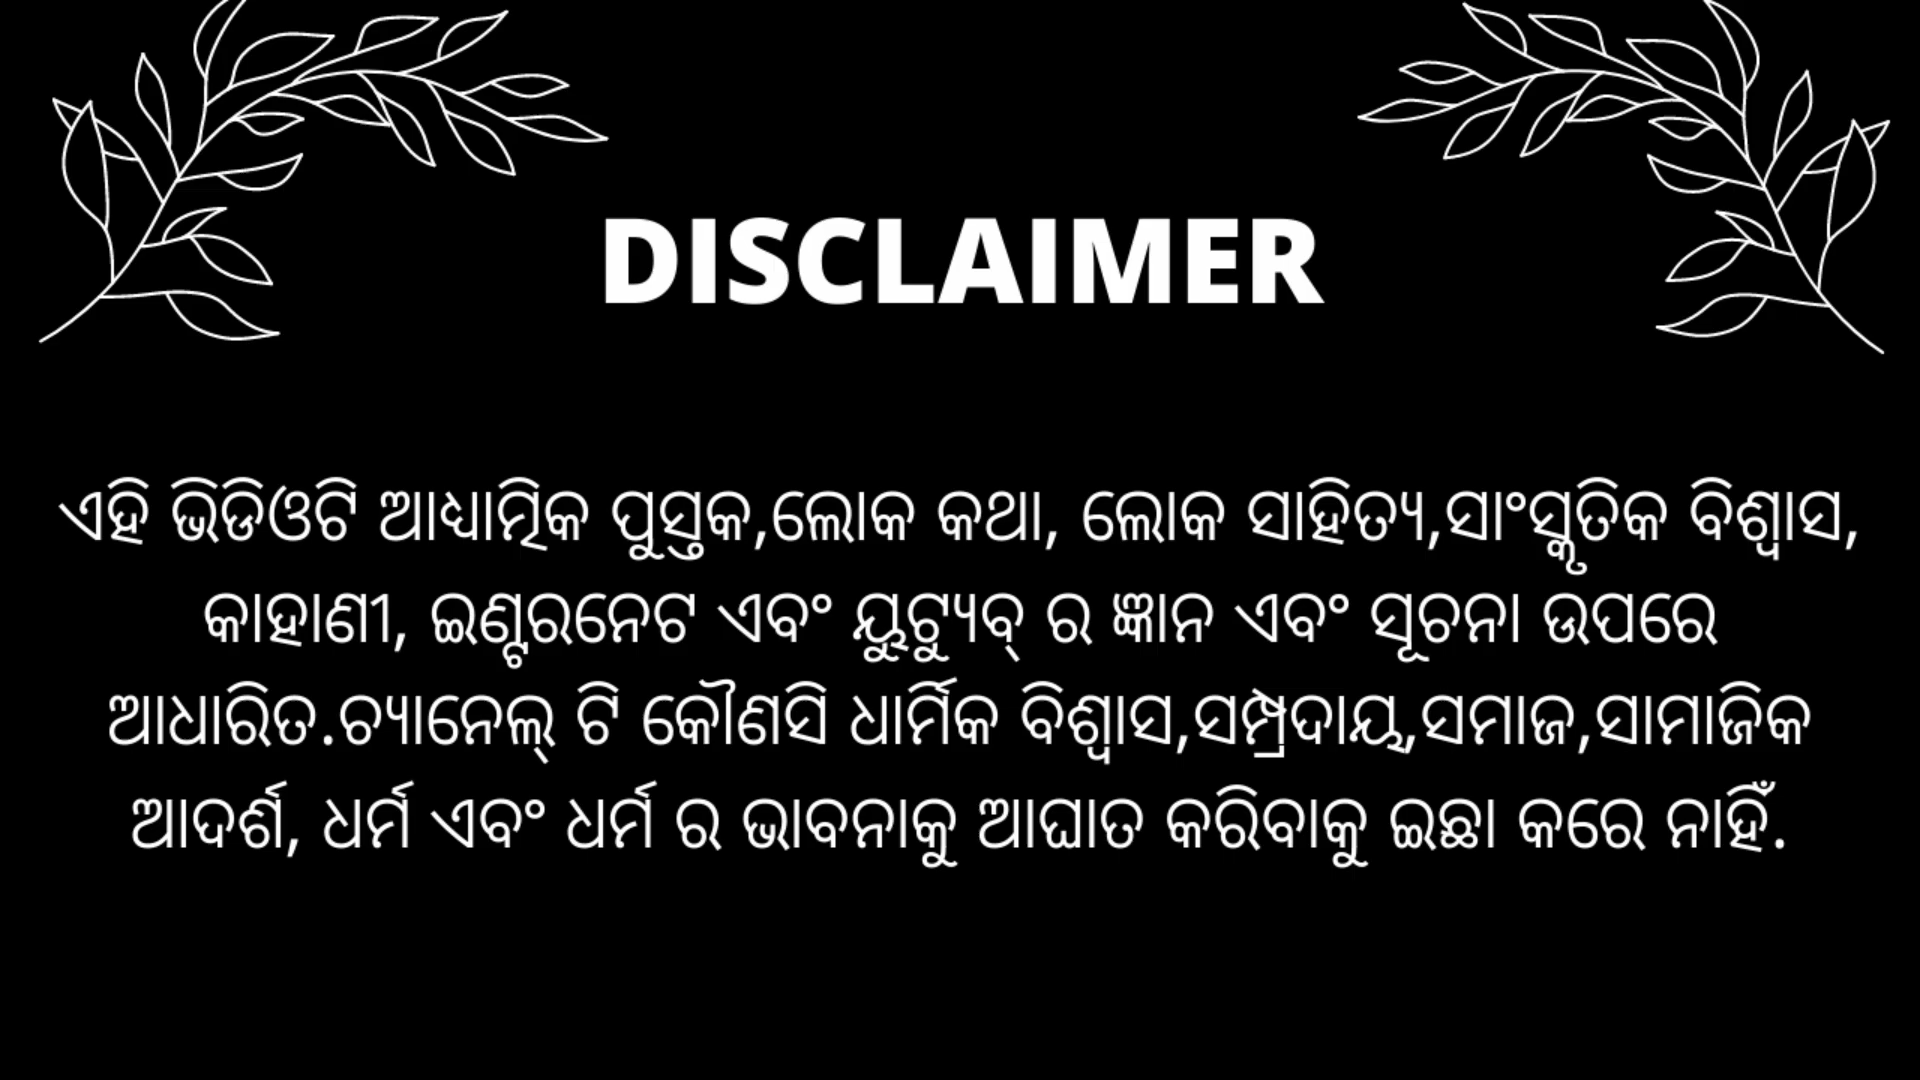 DISCLAIMER
ଏହି ଭିଡିଓଟି ଆଧ୍ୟାତ୍ମିକ ପୁସ୍ତକ,ଲୋକ କଥା, ଲୋକ ସାହିତ୍ୟ,ସାଂସ୍କୃତିକ ବିଶ୍ୱାସ,
କାହାଣୀ, ଇଣ୍ଟରନେଟ ଏବଂ ୟୁଟ୍ୟୁବ୍ ର ଜ୍ଞାନ ଏବଂ ସୂଚନା ଉପରେ
ଆଧାରିତ.ଚ୍ୟାନେଲ୍ ଟି କୌଣସି ଧାର୍ମିକ ବିଶ୍ୱାସ,ସମ୍ପ୍ରଦାୟ,ସମାଜ,ସାମାଜିକ
ଆଦର୍ଶ, ଧର୍ମ ଏବଂ ଧର୍ମ ର ଭାବନାକୁ ଆଘାତ କରିବାକୁ ଇଛା କରେ ନାହିଁ.